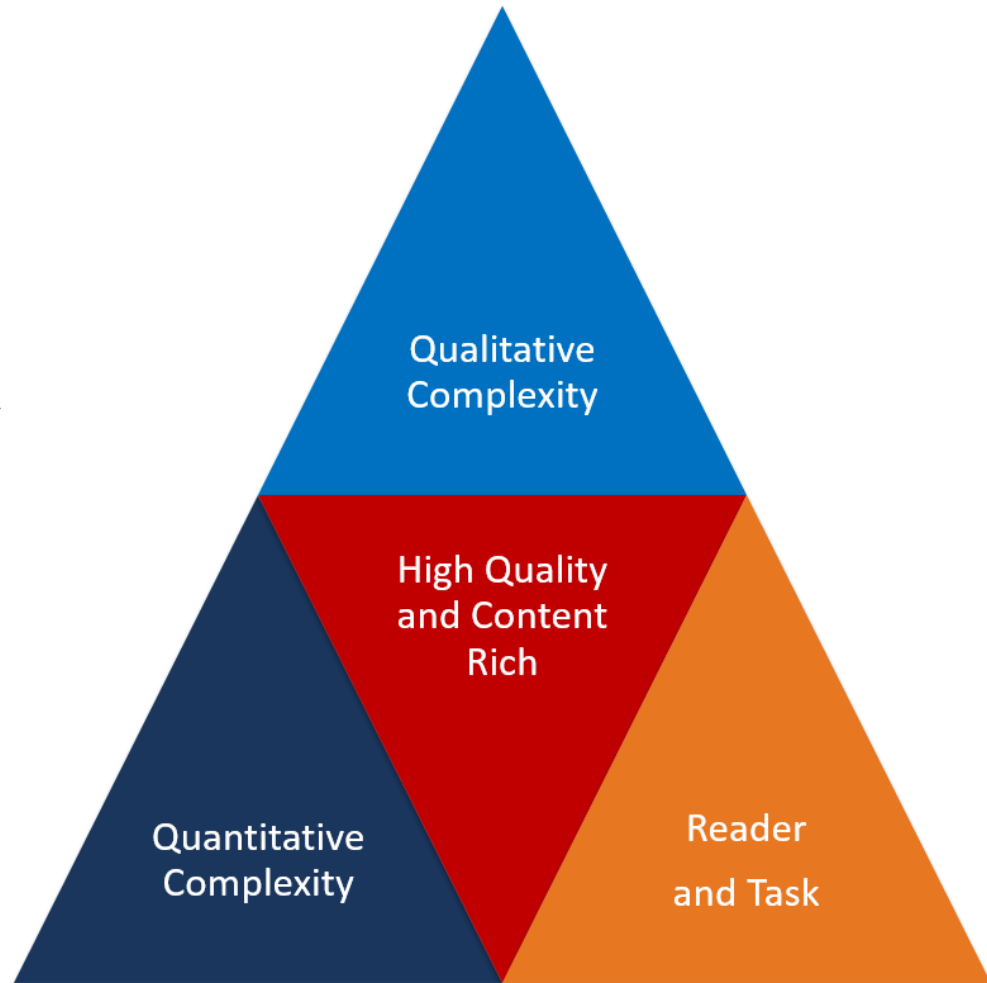 Qualitative
Complexity
High Quality
and Content
Rich
Quantitative
Complexity
Reader
and Task